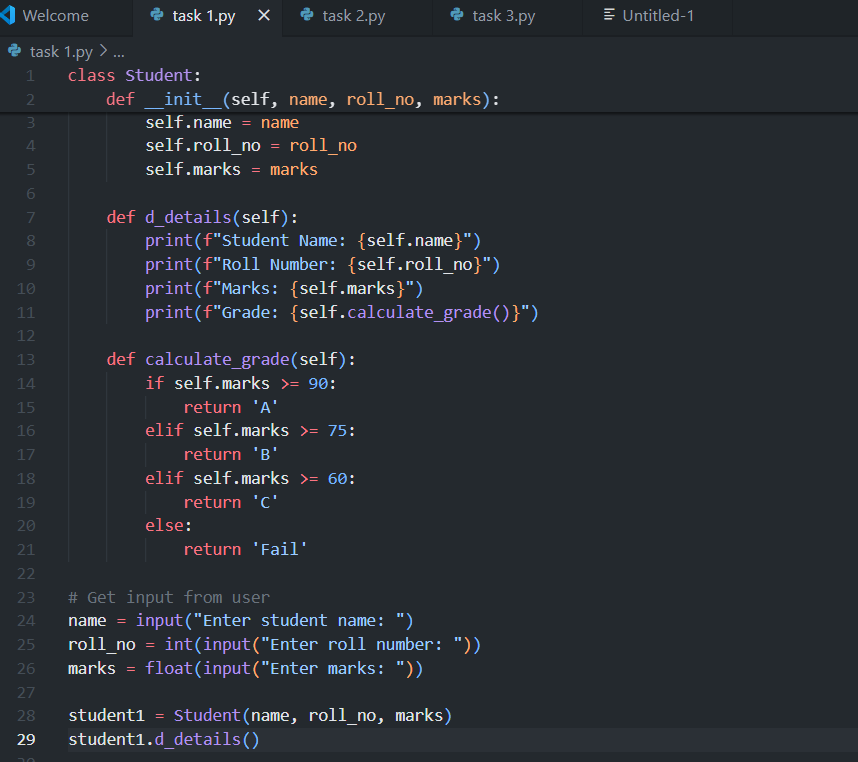 Welcome
task 1.py
task 2.py
task 3.py
Untitled-1
task 1.py > ...
1 class Student:
2     def __init__(self, name, roll_no, marks):
3         self.name = name
4         self.roll_no = roll_no
5         self.marks = marks
6
7     def d_details(self):
8         print(f"Student Name: {self.name}")
9         print(f"Roll Number: {self.roll_no}")
10         print(f"Marks: {self.marks}")
11         print(f"Grade: {self.calculate_grade()}")
12
13     def calculate_grade(self):
14         if self.marks >= 90:
15             return 'A'
16         elif self.marks >= 75:
17             return 'B'
18         elif self.marks >= 60:
19             return 'C'
20         else:
21             return 'Fail'
22
23 # Get input from user
24 name = input("Enter student name: ")
25 roll_no = int(input("Enter roll number: "))
26 marks = float(input("Enter marks: "))
27
28 student1 = Student(name, roll_no, marks)
29 student1.d_details()